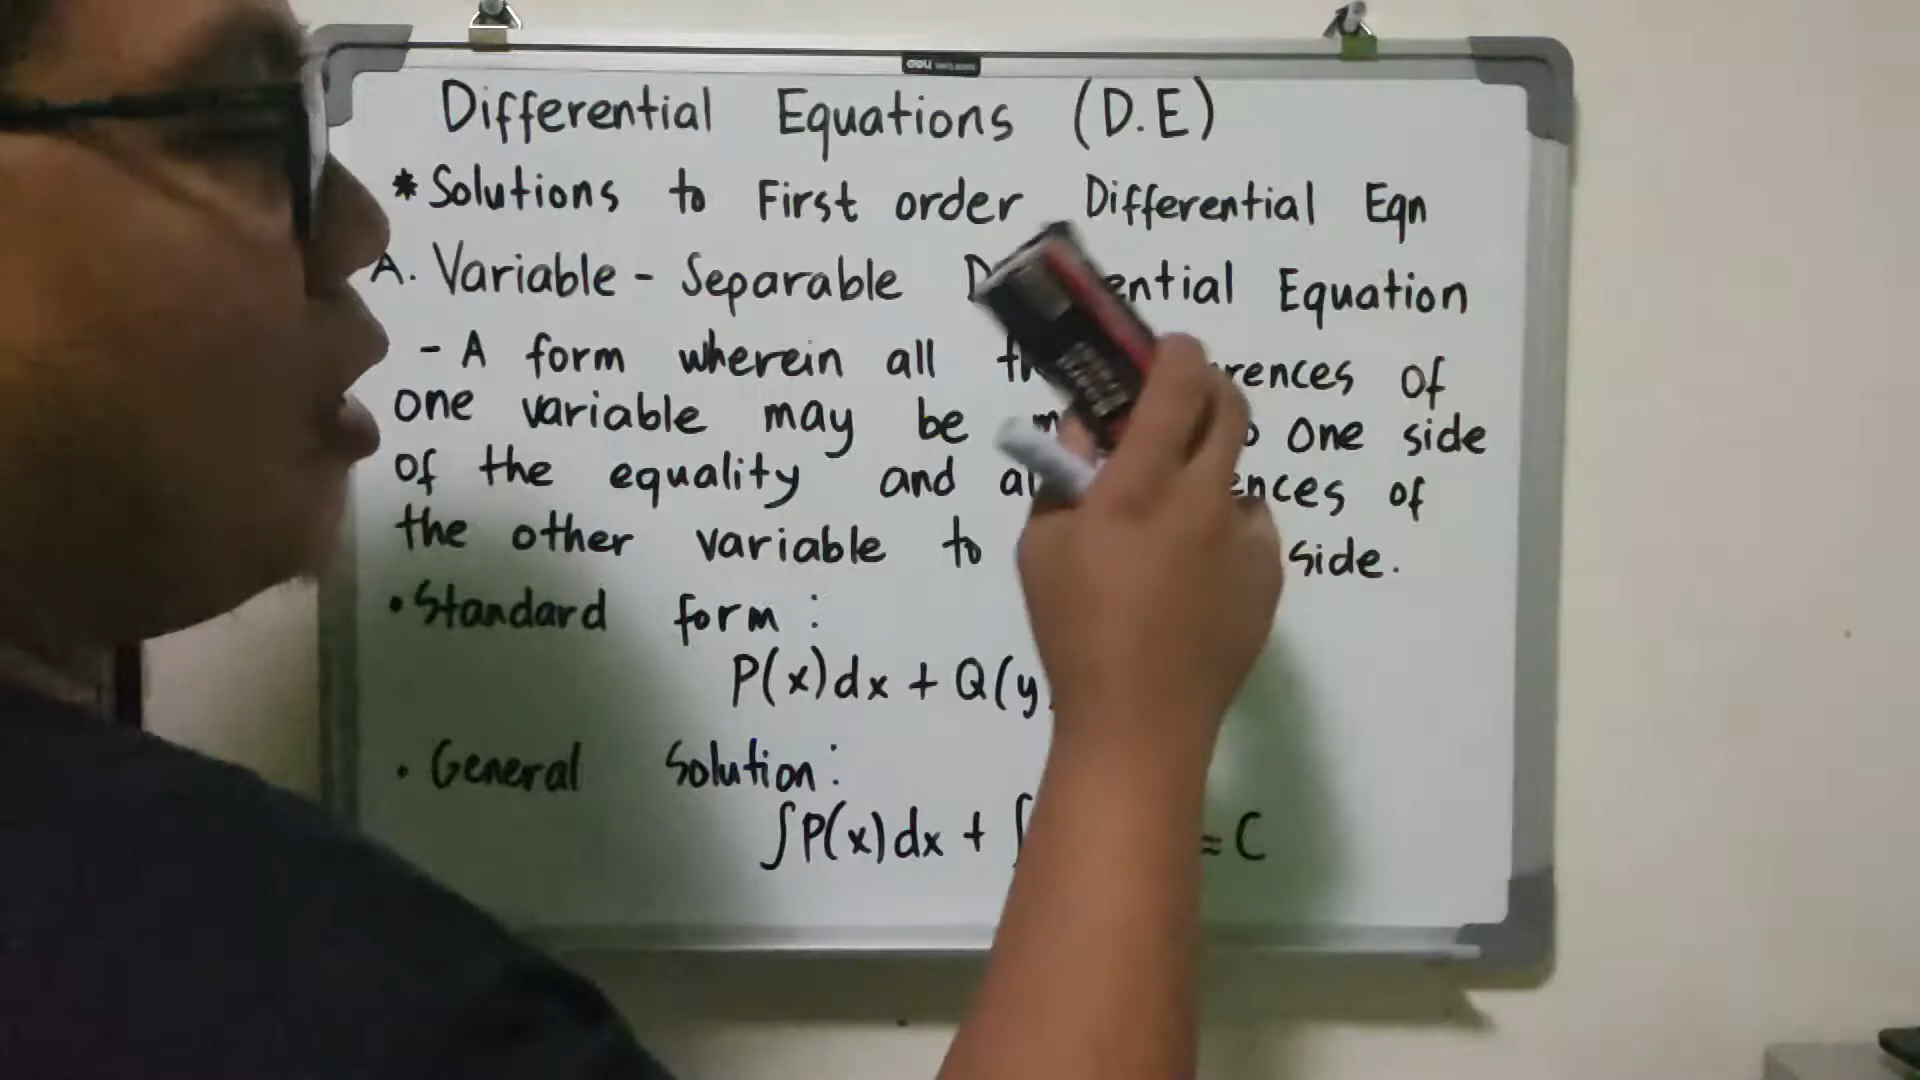 Differential Equations (D.E)
* Solutions to First order Differential Eqn
A. Variable - Separable ential Equation
- A form wherein all rences of
one variable may be one side
of the equality and ences of
the other variable to side.
• Standard form :
P(x)dx + Q(y
• General Solution:
∫P(x)dx + ∫ = C